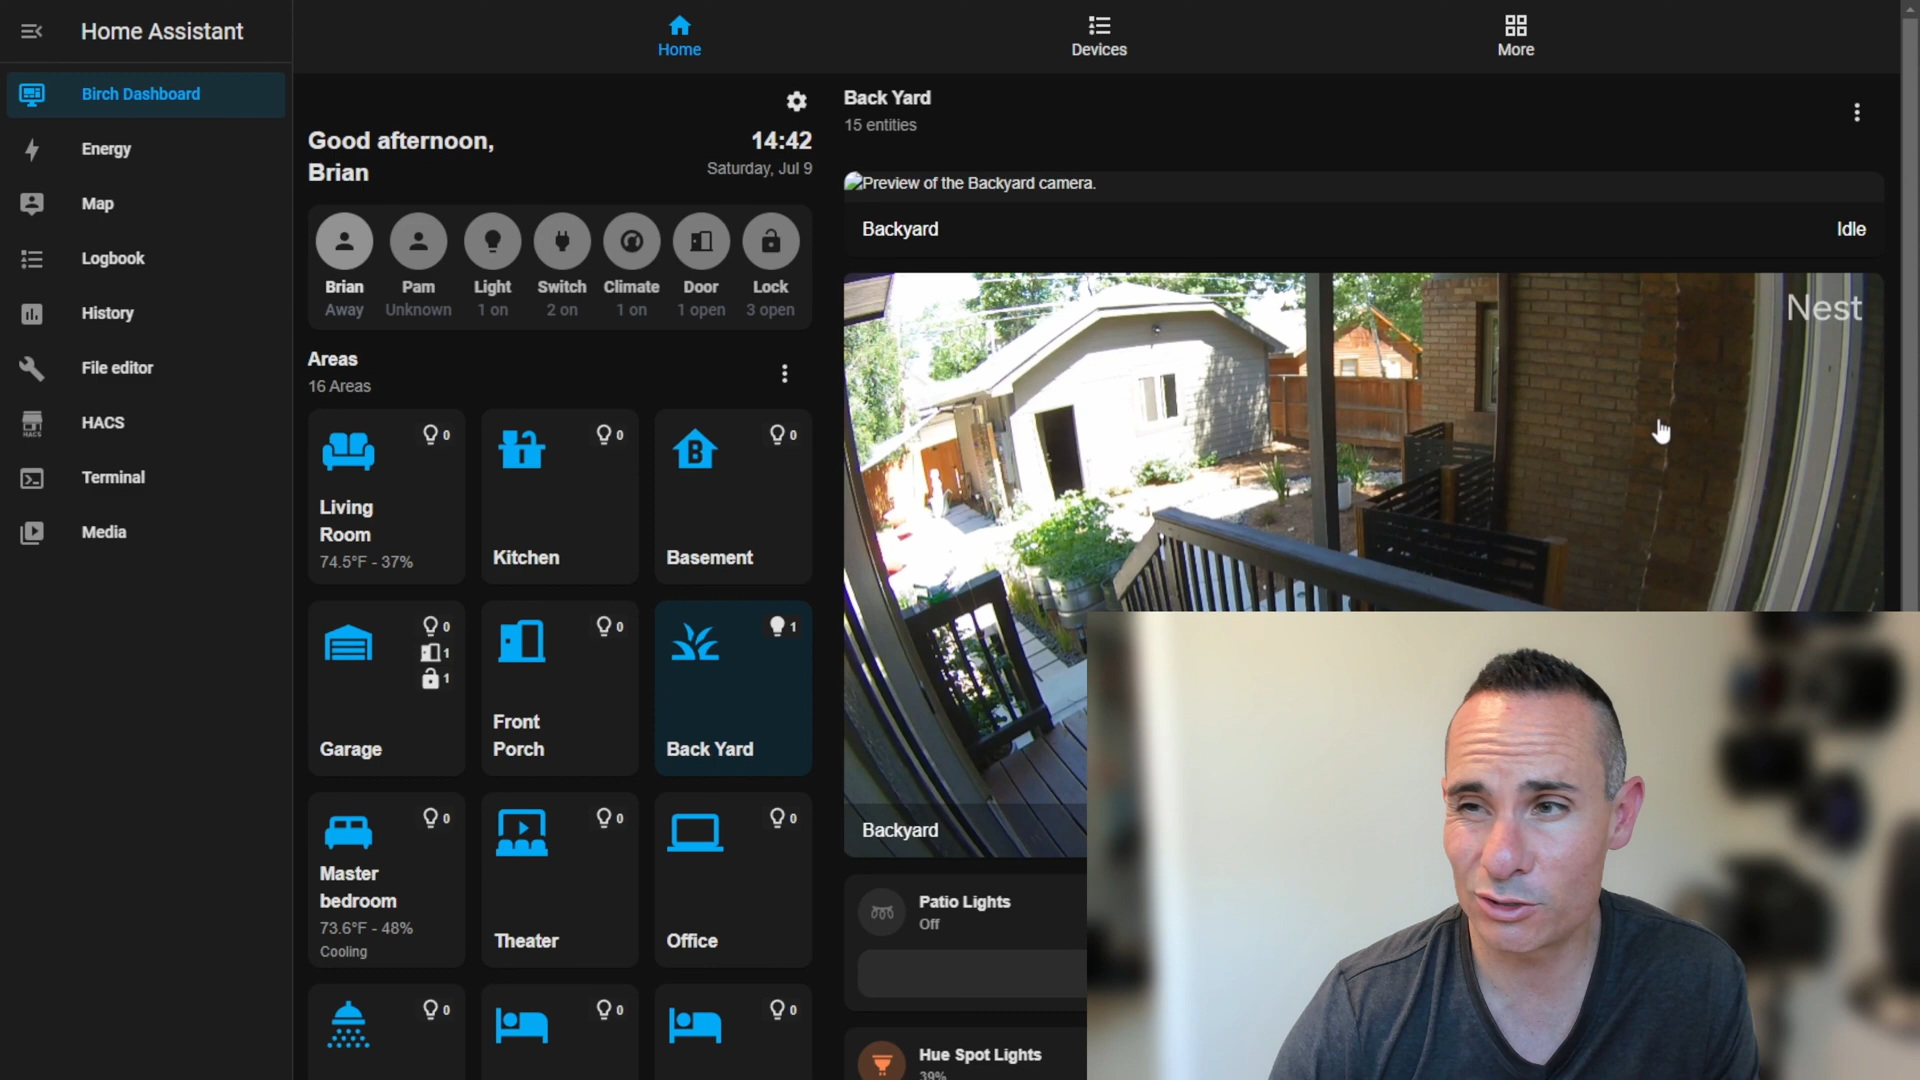 Home Assistant
Home
Devices
More
Birch Dashboard
Energy
Map
Logbook
History
File editor
HACS
HACS
Terminal
Media
Good afternoon,
Brian
14:42
Saturday, Jul 9
Brian
Away
Pam
Unknown
Light
1 on
Switch
2 on
Climate
1 on
Door
1 open
Lock
3 open
Areas
16 Areas
0
Living
Room
74.5°F - 37%
0
Kitchen
0
B
Basement
0
1
1
Garage
0
Front
Porch
1
Back Yard
0
Master
bedroom
73.6°F - 48%
Cooling
0
Theater
0
Office
0
0
0
Back Yard
15 entities
Preview of the Backyard camera.
Backyard
Idle
Nest
Backyard
Patio Lights
Off
Hue Spot Lights
39%